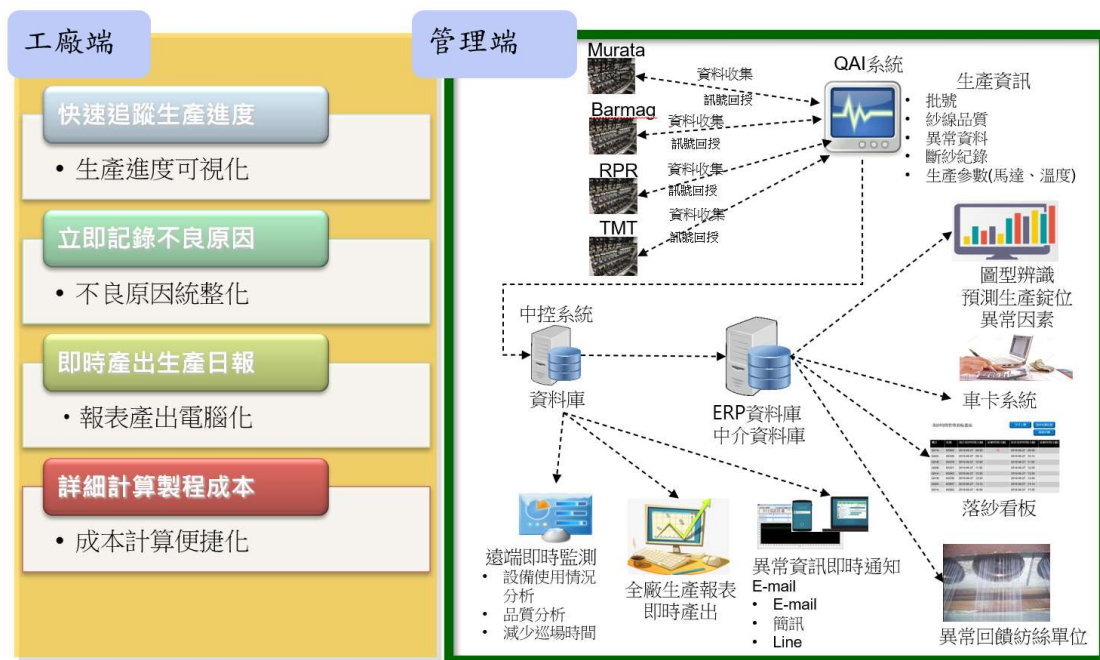 工廠端
快速追蹤生產進度
• 生產進度可視化
立即記錄不良原因
• 不良原因統整化
即時產出生產日報
• 報表產出電腦化
詳細計算製程成本
• 成本計算便捷化
管理端
Murata
資料收集
訊號回授
Barmag
資料收集
訊號回授
RPR
資料收集
訊號回授
TMT
資料收集
訊號回授
QAI系統
生產資訊
• 批號
• 紗線品質
• 異常資料
• 斷紗紀錄
• 生產參數(馬達、溫度)
圖型辨識
預測生產錠位
異常因素
中控系統
資料庫
ERP資料庫
中介資料庫
車卡系統
落紗看板
遠端即時監測
• 設備使用情況
分析
• 品質分析
• 減少巡場時間
全廠生產報表
即時產出
異常資訊即時通知
E-mail
• E-mail
• 簡訊
• Line
異常回饋紡絲單位